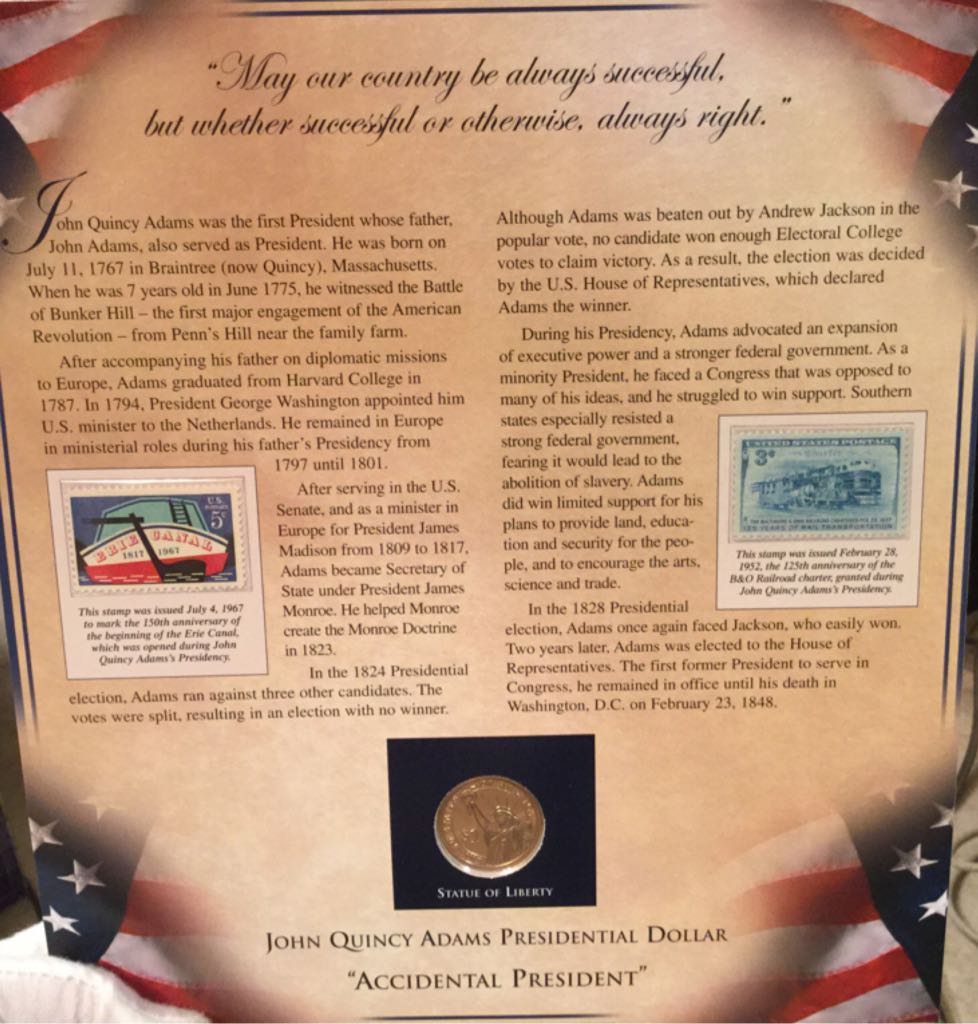 "May our country be always successful,
but whether successful or otherwise, always right."
John Quincy Adams was the first President whose father,
John Adams, also served as President. He was born on
July 11, 1767 in Braintree (now Quincy), Massachusetts.
When he was 7 years old in June 1775, he witnessed the Battle
of Bunker Hill – the first major engagement of the American
Revolution – from Penn's Hill near the family farm.
After accompanying his father on diplomatic missions
to Europe, Adams graduated from Harvard College in
1787. In 1794, President George Washington appointed him
U.S. minister to the Netherlands. He remained in Europe
in ministerial roles during his father's Presidency from
1797 until 1801.
After serving in the U.S.
Senate, and as a minister in
Europe for President James
Madison from 1809 to 1817,
Adams became Secretary of
State under President James
Monroe. He helped Monroe
create the Monroe Doctrine
in 1823.
In the 1824 Presidential
election, Adams ran against three other candidates. The
votes were split, resulting in an election with no winner.
U.S.
5c
ERIE CANAL
1817 1967
This stamp was issued July 4, 1967
to mark the 150th anniversary of
the beginning of the Erie Canal,
which was opened during John
Quincy Adams's Presidency.
Although Adams was beaten out by Andrew Jackson in the
popular vote, no candidate won enough Electoral College
votes to claim victory. As a result, the election was decided
by the U.S. House of Representatives, which declared
Adams the winner.
During his Presidency, Adams advocated an expansion
of executive power and a stronger federal government. As a
minority President, he faced a Congress that was opposed to
many of his ideas, and he struggled to win support. Southern
states especially resisted a
strong federal government,
fearing it would lead to the
abolition of slavery. Adams
did win limited support for his
plans to provide land, educa-
tion and security for the peo-
ple, and to encourage the arts,
science and trade.
In the 1828 Presidential
election, Adams once again faced Jackson, who easily won.
Two years later, Adams was elected to the House of
Representatives. The first former President to serve in
Congress, he remained in office until his death in
Washington, D.C. on February 23, 1848.
UNITED STATES POSTAGE
3c
125 YEARS OF RAIL TRANSPORTATION
This stamp was issued February 28,
1952, the 125th anniversary of the
B&O Railroad charter, granted during
John Quincy Adams's Presidency.
STATUE OF LIBERTY
JOHN QUINCY ADAMS PRESIDENTIAL DOLLAR
"ACCIDENTAL PRESIDENT"